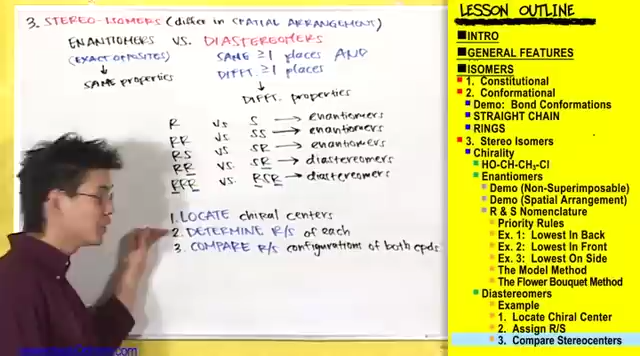 3. STEREO-ISOMERS (differ in SPATIAL ARRANGEMENT)
ENANTIOMERS VS. DIASTEREOMERS
(EXACT OPPOSITES)
↓
SAME properties
SAME ≥1 places AND
DIFFT. ≥1 places
↓
DIFFT. properties
R vs S → enantiomers
RR vs SS → enantiomers
RS vs SR → enantiomers
RR vs. SR → diastereomers
RRR vs. RSR → diastereomers
1. LOCATE chiral centers
2. DETERMINE R/S of each
3. COMPARE R/S configurations of both cpds.
LESSON OUTLINE
INTRO
GENERAL FEATURES
ISOMERS
1. Constitutional
2. Conformational
Demo: Bond Conformations
STRAIGHT CHAIN
RINGS
3. Stereo Isomers
Chirality
HO-CH-CH₃-Cl
Enantiomers
Demo (Non-Superimposable)
Demo (Spatial Arrangement)
R & S Nomenclature
Priority Rules
Ex. 1: Lowest In Back
Ex. 2: Lowest In Front
Ex. 3: Lowest On Side
The Model Method
The Flower Bouquet Method
Diastereomers
Example
1. Locate Chiral Center
2. Assign R/S
3. Compare Stereocenters